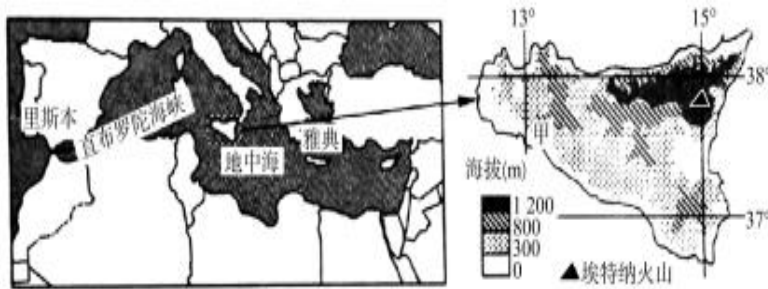 里斯本
直布罗陀海峡
地中海
雅典
13°
15°
38°
甲
37°
海拔(m)
1 200
800
300
0
埃特纳火山